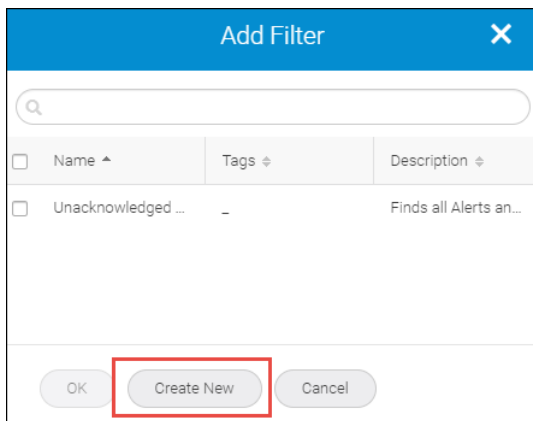 Add Filter
Name Tags Description
Unacknowledged ... _ Finds all Alerts an...
OK Create New Cancel